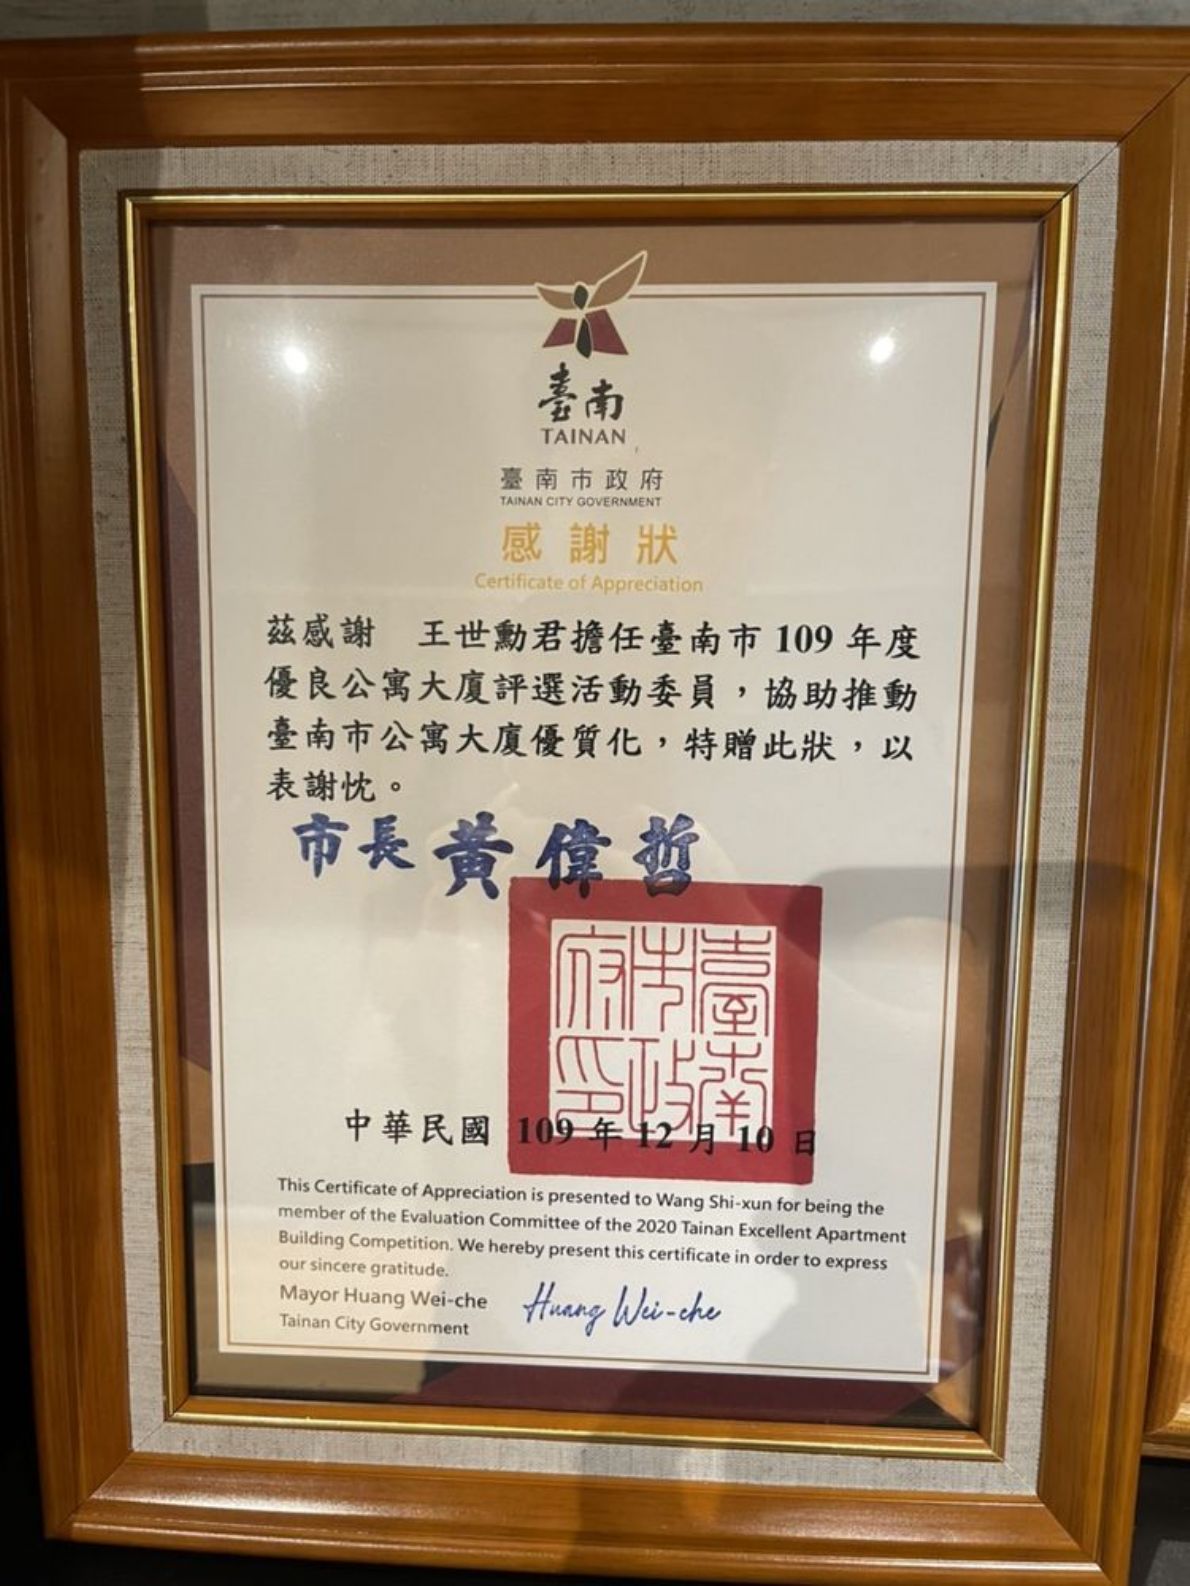 臺南
TAINAN
臺南市政府
TAINAN CITY GOVERNMENT
感謝狀
Certificate of Appreciation
茲感謝 王世勳君擔任臺南市 109 年度
優良公寓大廈評選活動委員，協助推動
臺南市公寓大廈優質化，特贈此狀，以
表謝忱。
市長 黃偉哲
臺南市政府印
中華民國 109 年 12 月 10 日
This Certificate of Appreciation is presented to Wang Shi-xun for being the
member of the Evaluation Committee of the 2020 Tainan Excellent Apartment
Building Competition. We hereby present this certificate in order to express
our sincere gratitude.
Mayor Huang Wei-che
Huang Wei-che
Tainan City Government